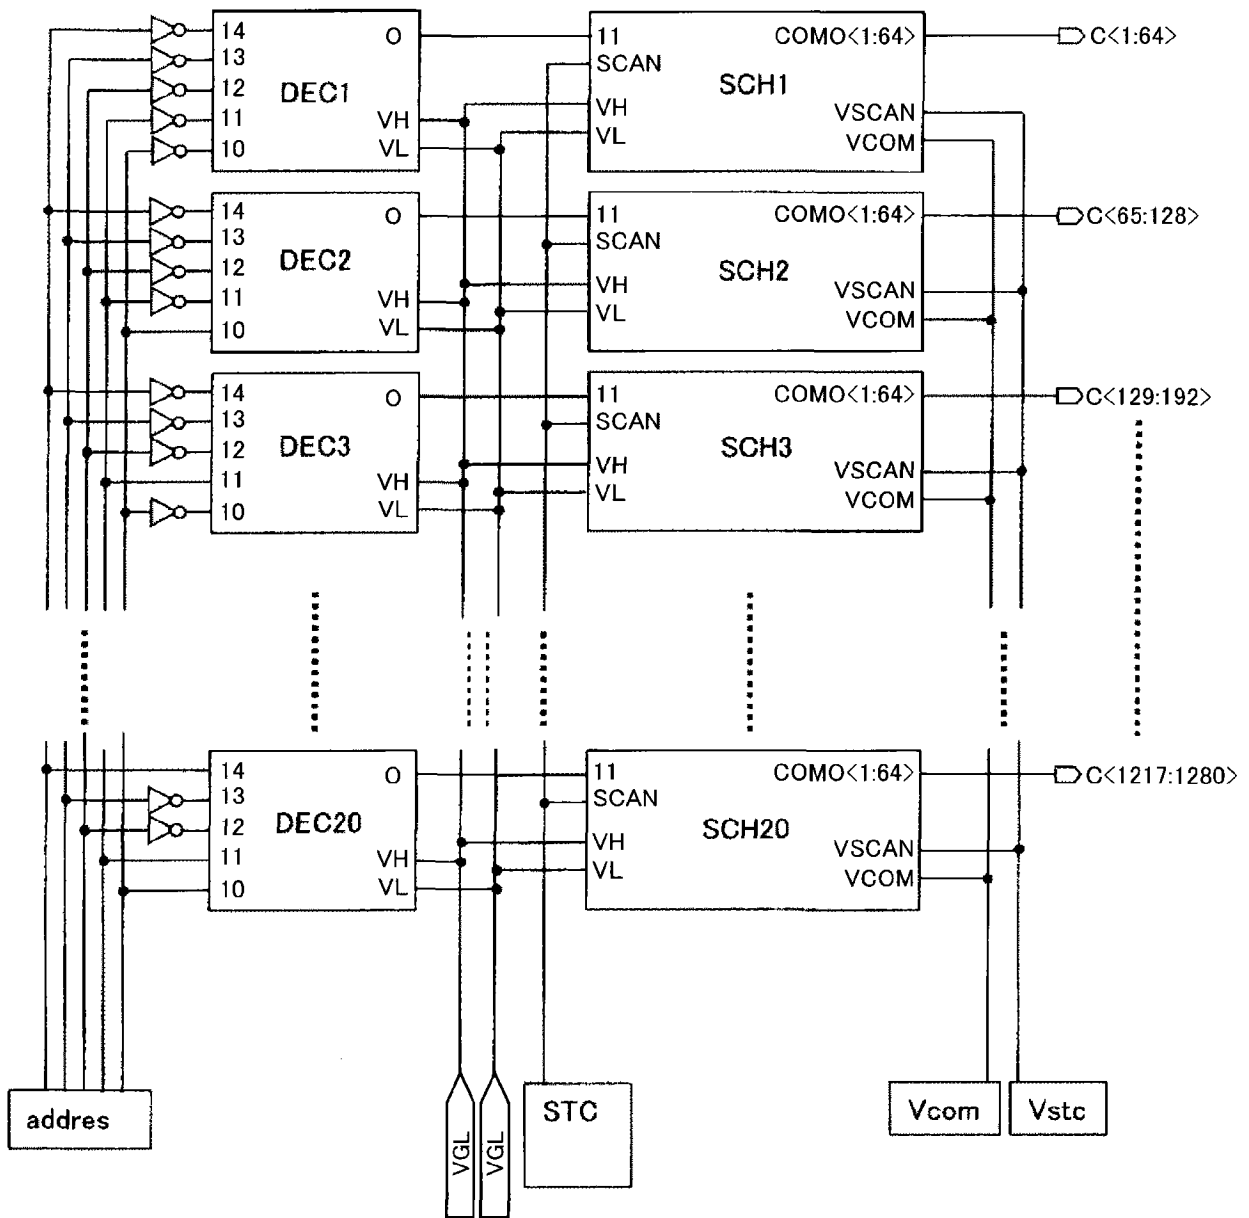 14
13
12
11
10
DEC1
O
VH
VL
11
SCAN
VH
VL
SCH1
COMO<1:64>
VSCAN
VCOM
C<1:64>
14
13
12
11
10
DEC2
O
VH
VL
11
SCAN
VH
VL
SCH2
COMO<1:64>
VSCAN
VCOM
C<65:128>
14
13
12
11
10
DEC3
O
VH
VL
11
SCAN
VH
VL
SCH3
COMO<1:64>
VSCAN
VCOM
C<129:192>
14
13
12
11
10
DEC20
O
VH
VL
11
SCAN
VH
VL
SCH20
COMO<1:64>
VSCAN
VCOM
C<1217:1280>
addres
VGL
VGL
STC
Vcom
Vstc